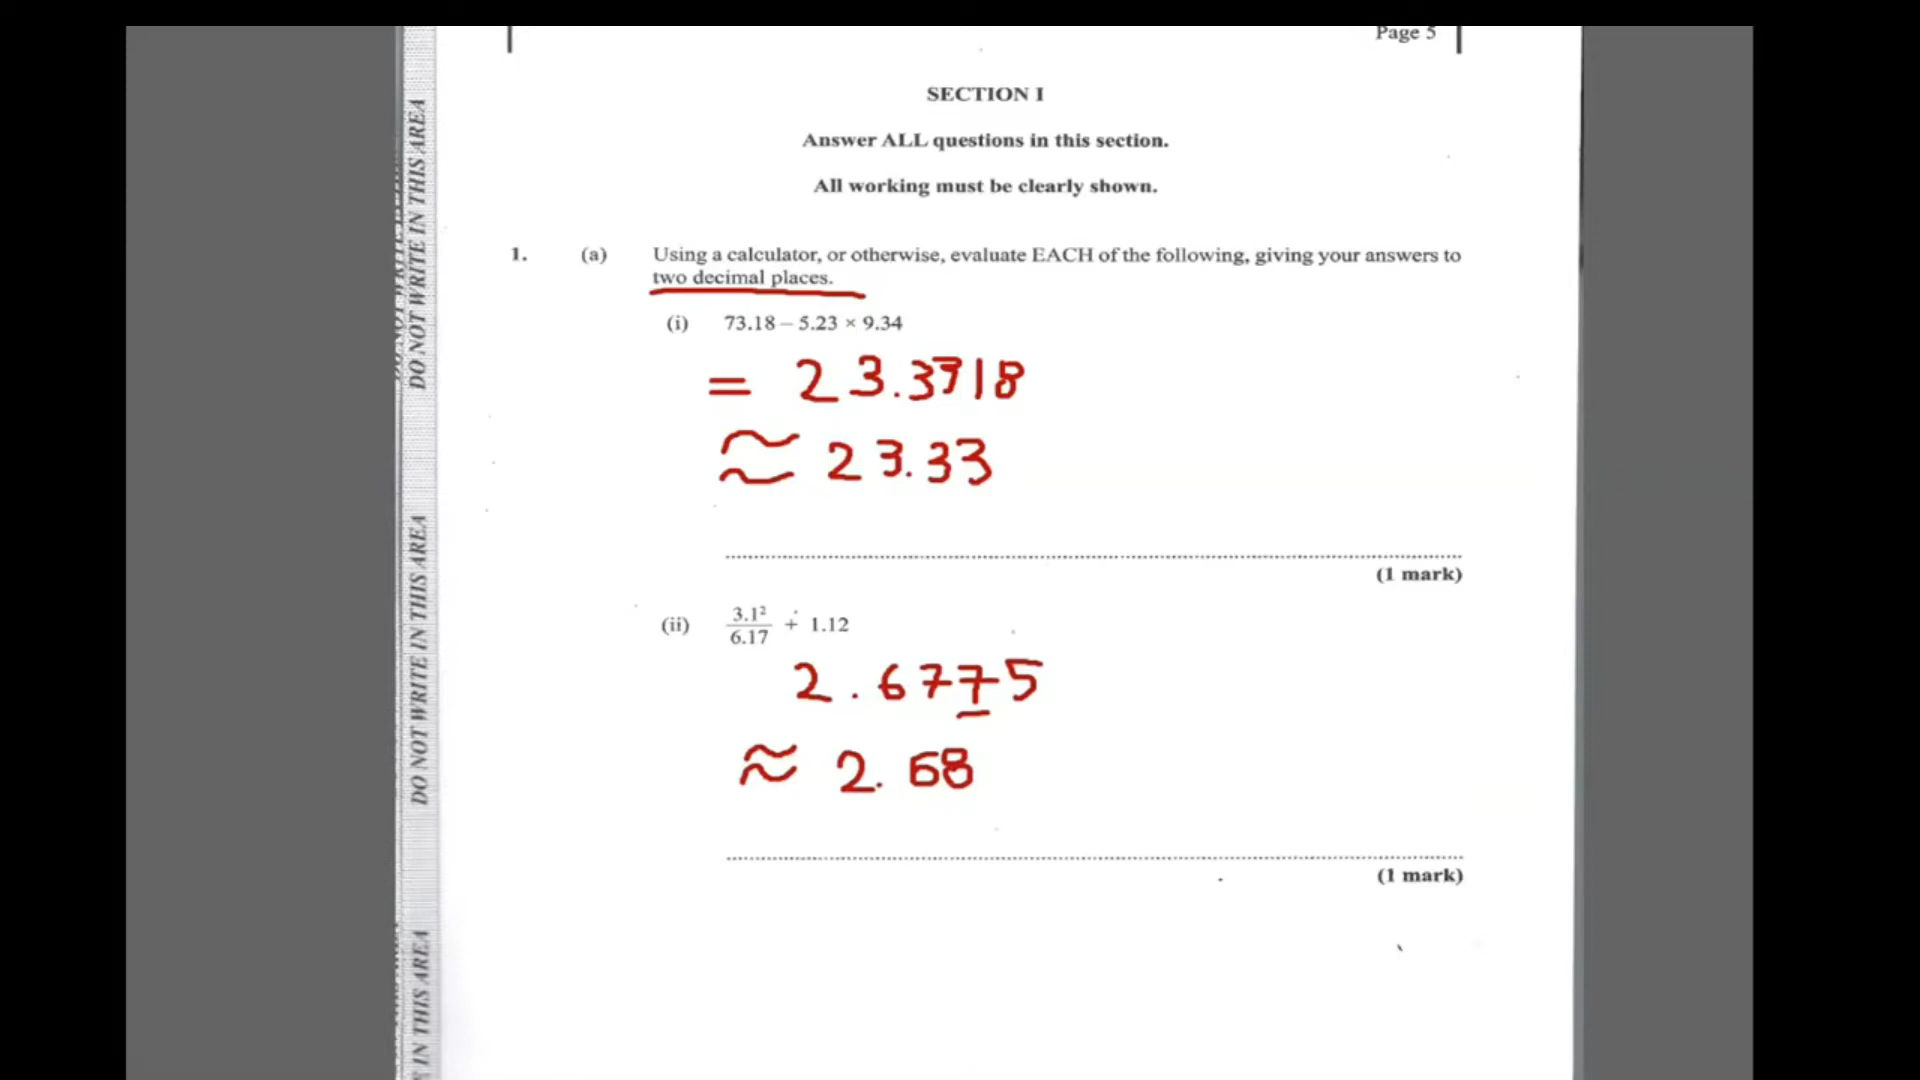 Page 5
SECTION I
Answer ALL questions in this section.
All working must be clearly shown.
1. (a) Using a calculator, or otherwise, evaluate EACH of the following, giving your answers to
two decimal places.
(i) 73.18 – 5.23 × 9.34
= 23.3318
≈ 23.33
(1 mark)
(ii) 3.1²/6.17 + 1.12
2.6775
≈ 2.68
(1 mark)
DO NOT WRITE IN THIS AREA
DO NOT WRITE IN THIS AREA
IN THIS AREA